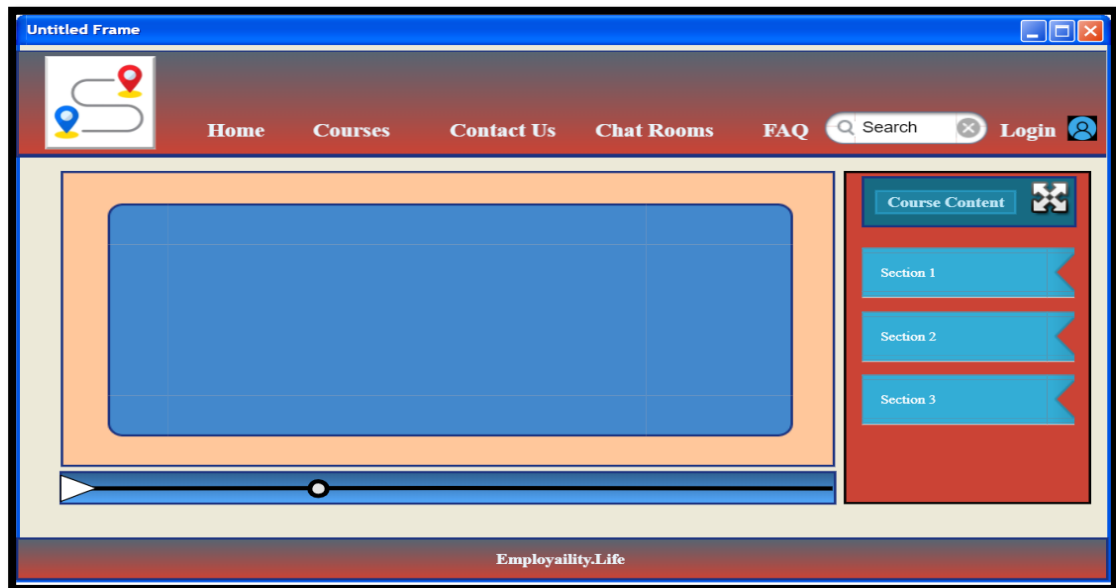 Untitled Frame
Home Courses Contact Us Chat Rooms FAQ Search Login
Course Content
Section 1
Section 2
Section 3
Employaility.Life